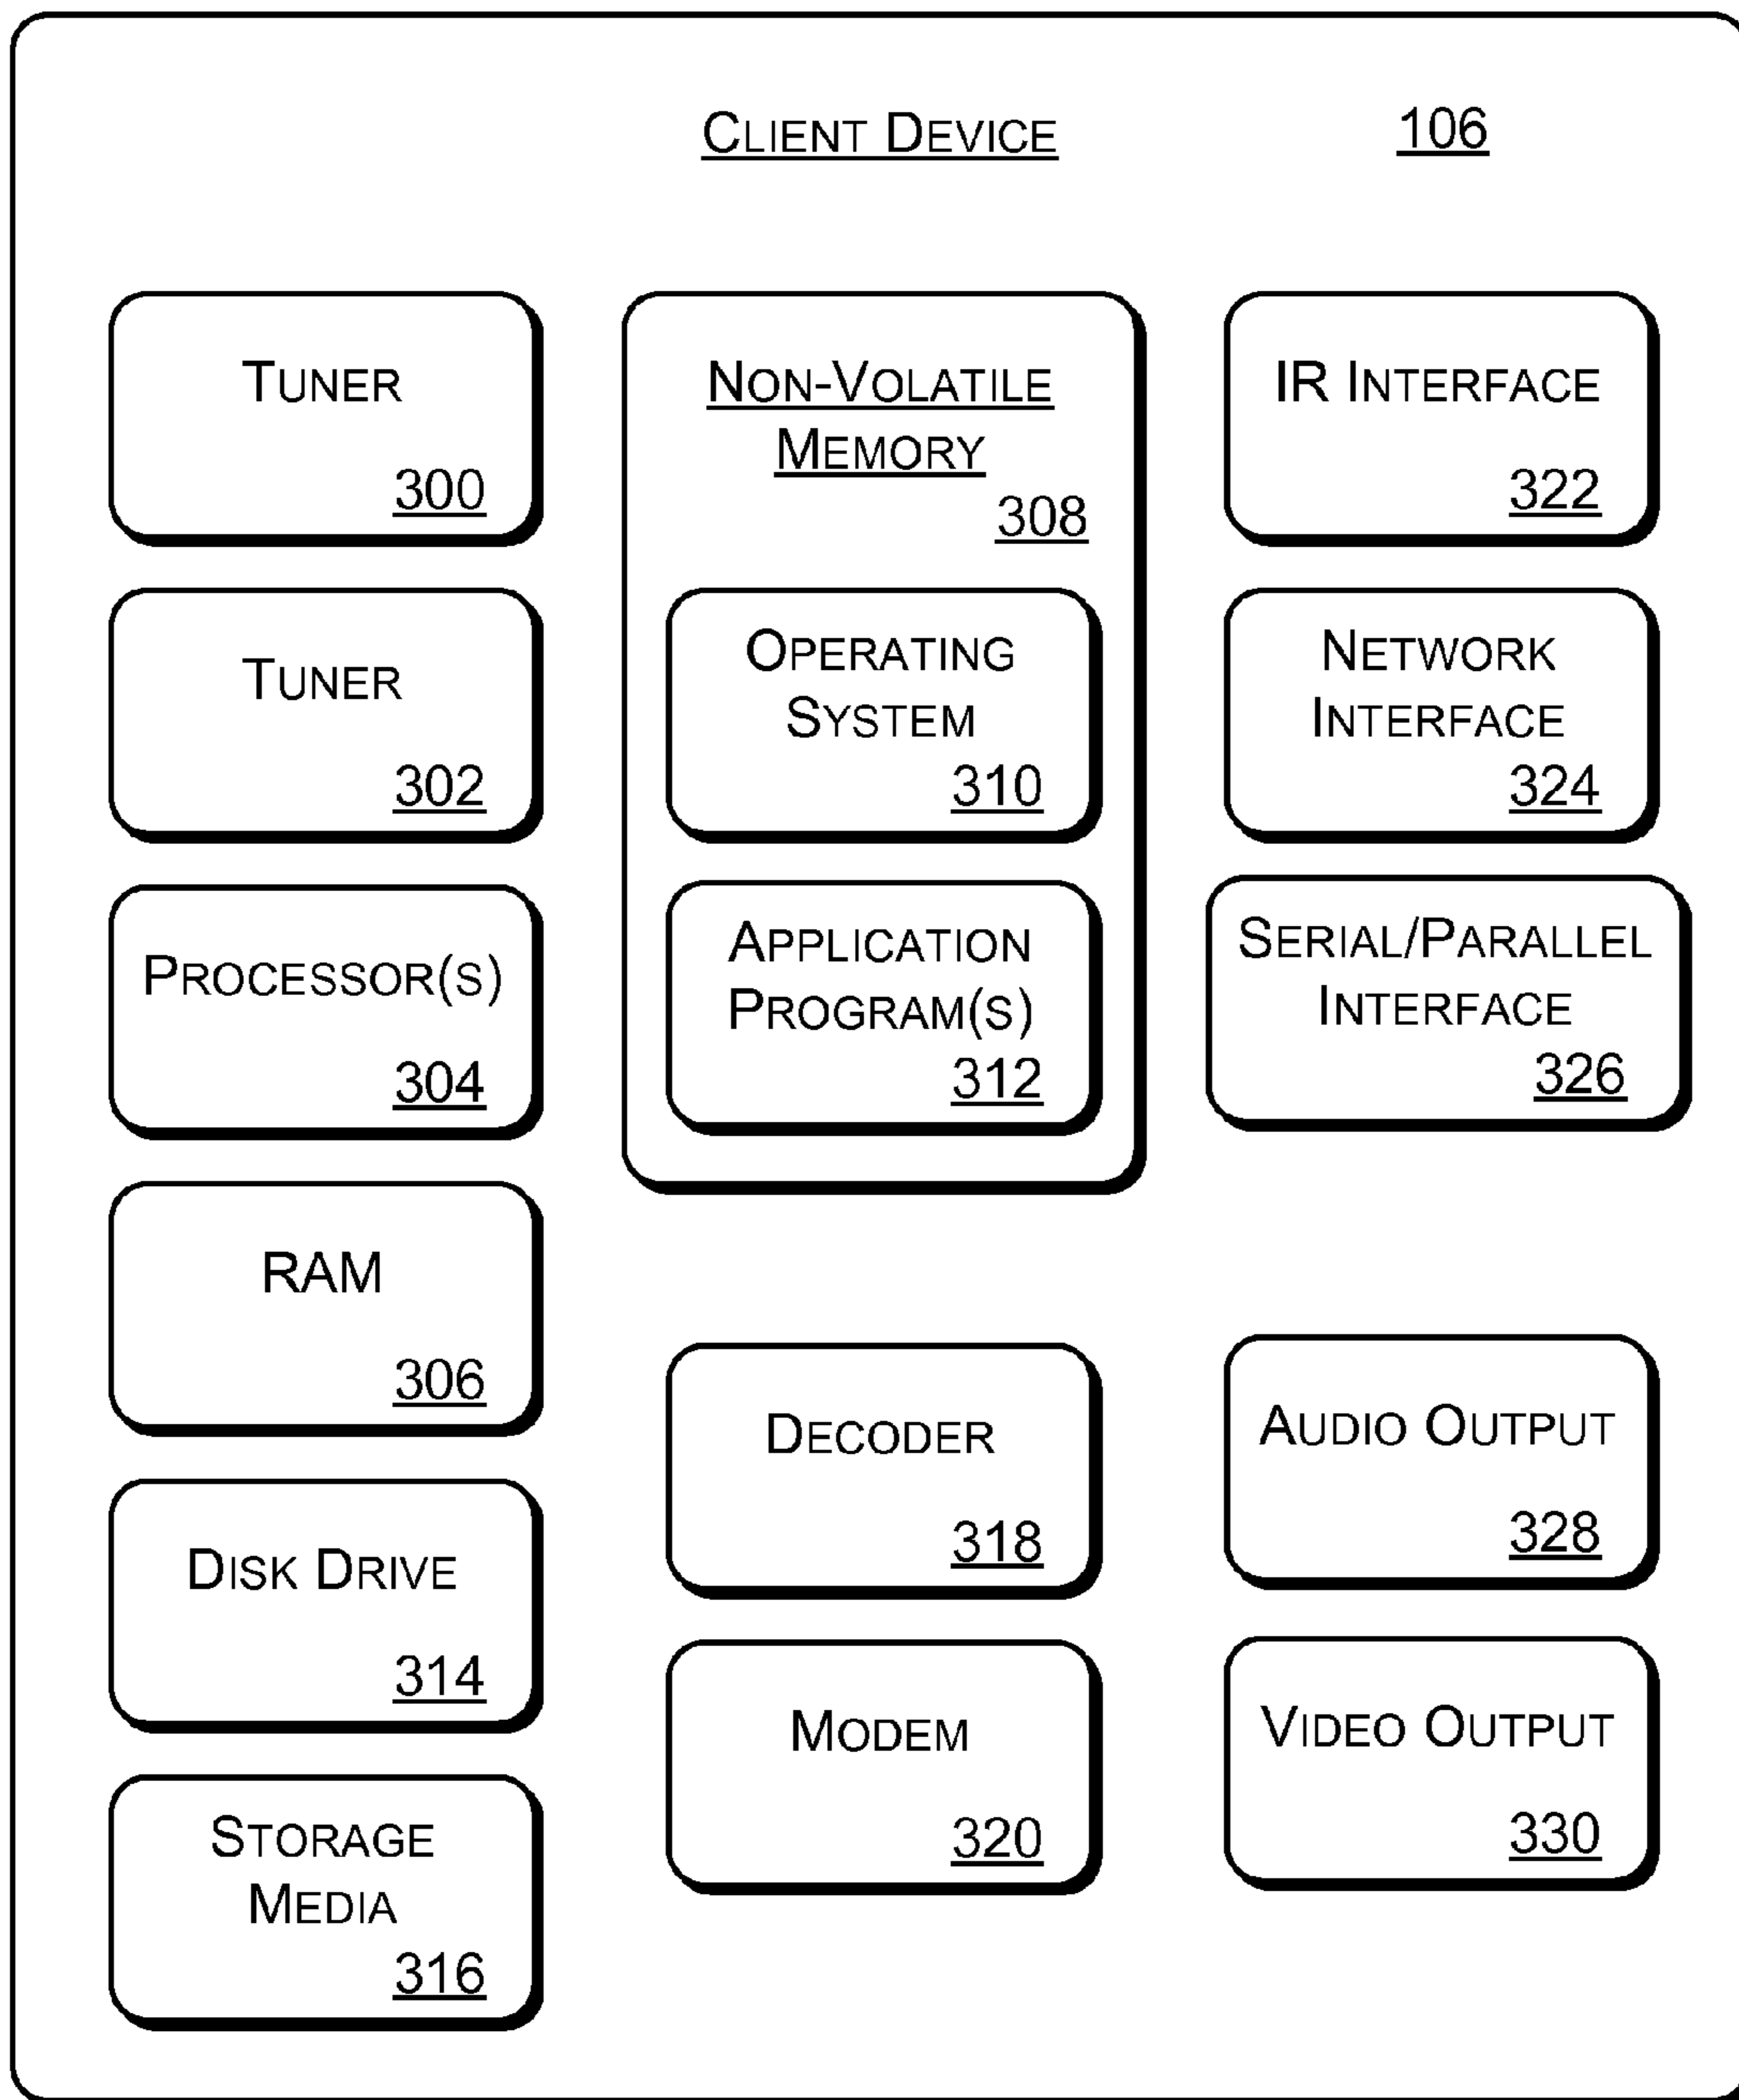 CLIENT DEVICE 106
TUNER
300
TUNER
302
PROCESSOR(S)
304
RAM
306
DISK DRIVE
314
STORAGE
MEDIA
316
NON-VOLATILE
MEMORY
308
OPERATING
SYSTEM
310
APPLICATION
PROGRAM(S)
312
DECODER
318
MODEM
320
IR INTERFACE
322
NETWORK
INTERFACE
324
SERIAL/PARALLEL
INTERFACE
326
AUDIO OUTPUT
328
VIDEO OUTPUT
330